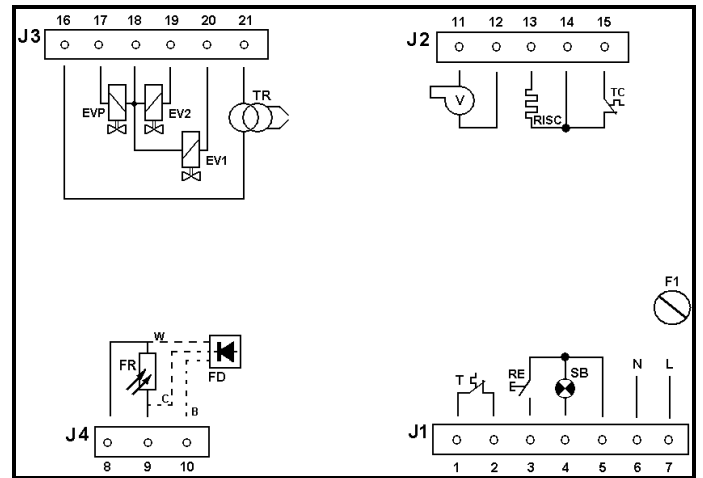 16 17 18 19 20 21
J3
EVP
EV2
TR
EV1
11 12 13 14 15
J2
V
RISC
TC
F1
W
FR
FD
C
B
J4
8 9 10
T
RE
SB
N
L
J1
1 2 3 4 5 6 7